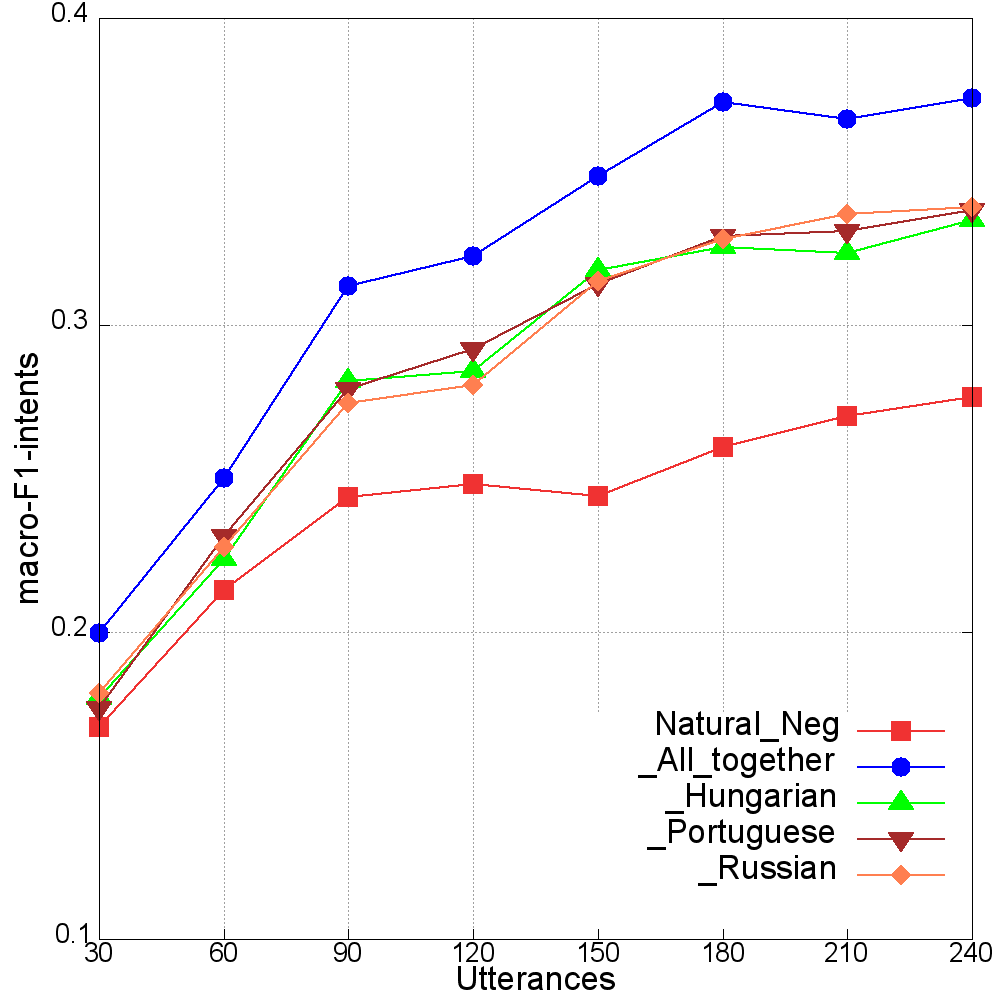 0.4
0.3
0.2
0.1
macro-F1-intents
Natural_Neg
_All_together
_Hungarian
_Portuguese
_Russian
30 60 90 120 150 180 210 240
Utterances